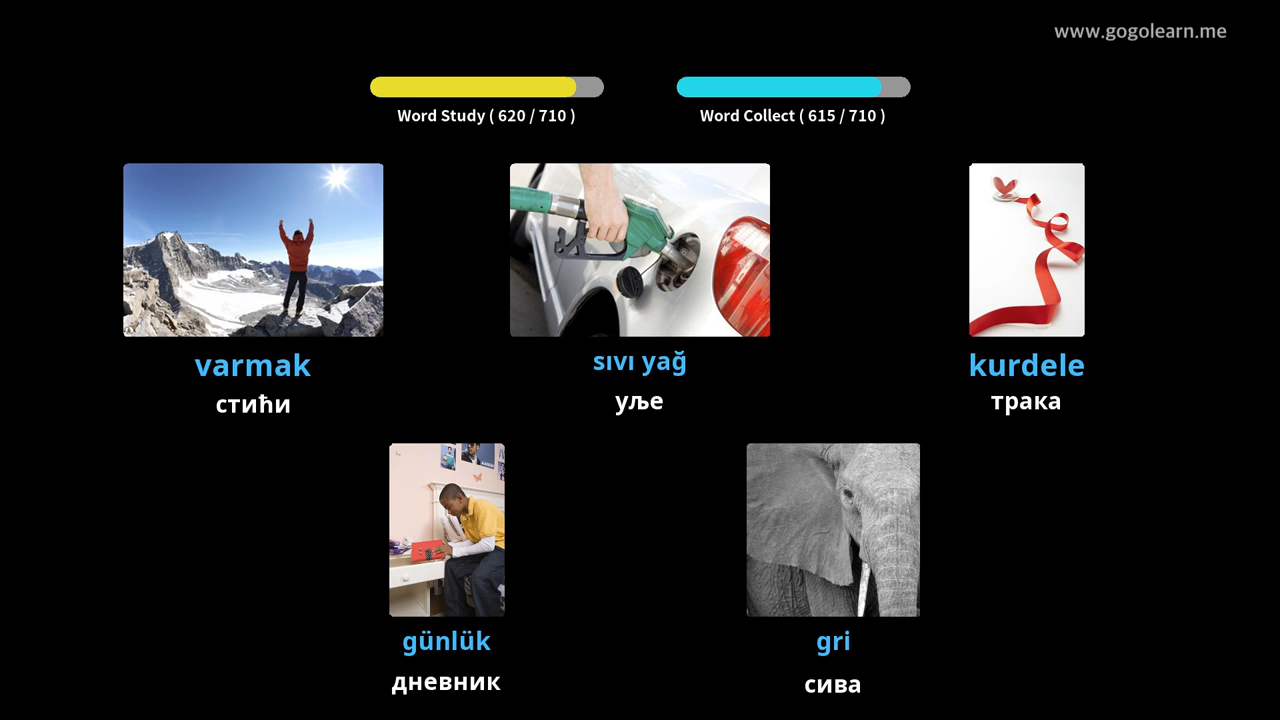 www.gogolearn.me
Word Study ( 620 / 710 )
Word Collect ( 615 / 710 )
varmak
стићи
sıvı yağ
уље
kurdele
трака
günlük
дневник
gri
сива